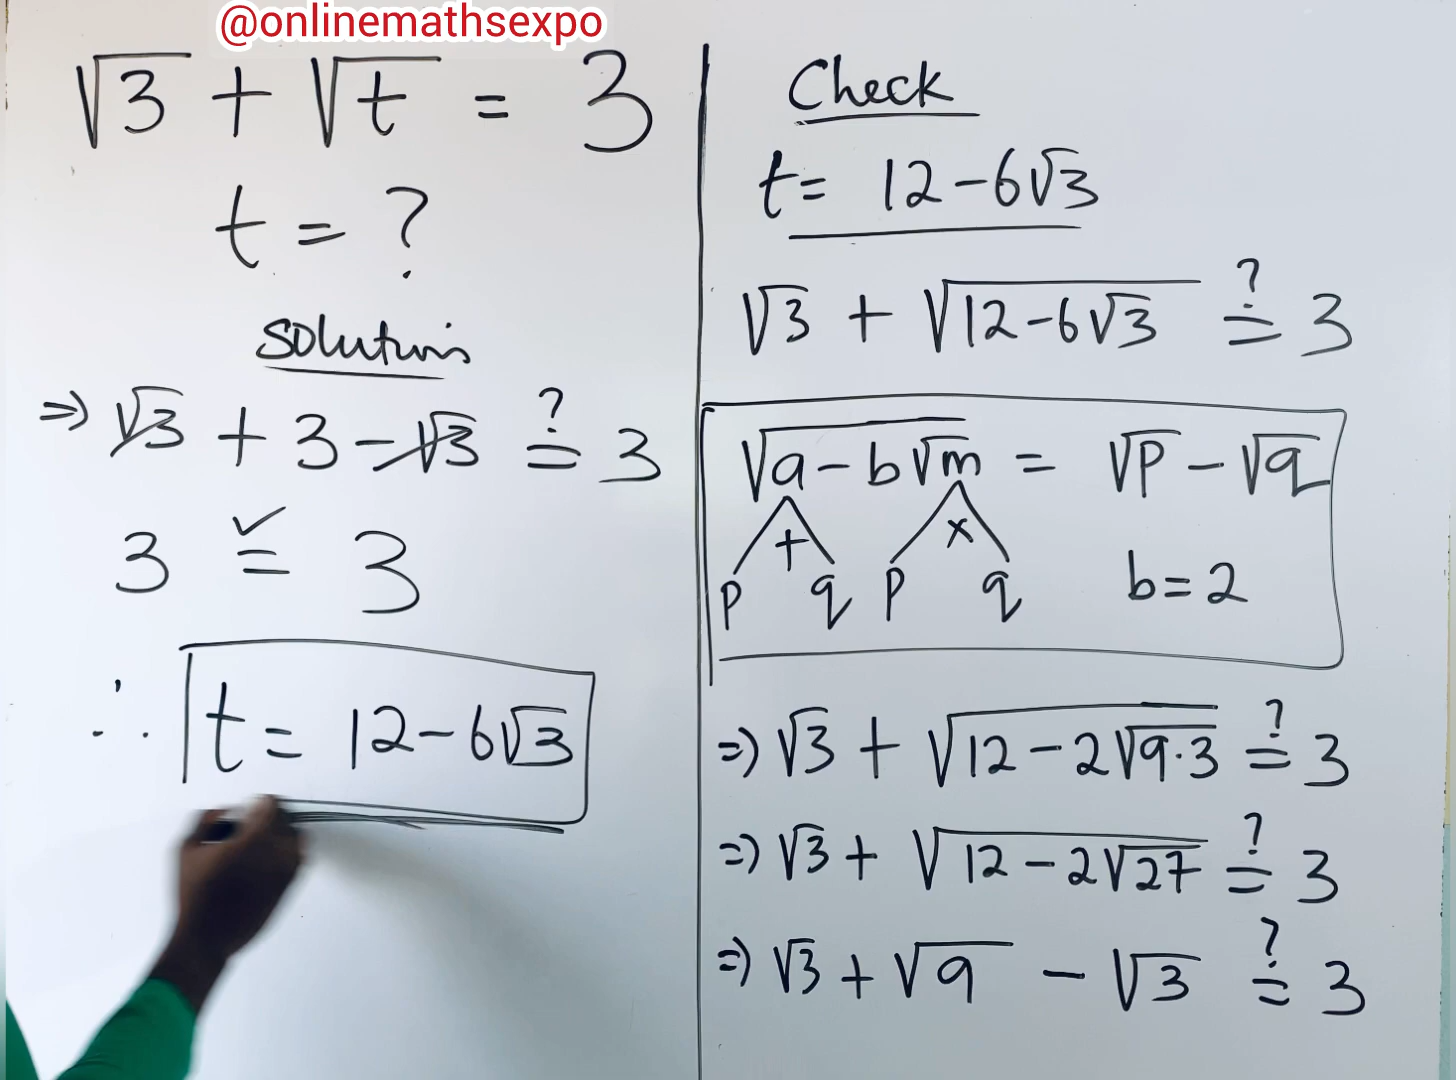 @onlinemathsexpo
√3 + √t = 3
t = ?
Solutions
⇒) √3 + 3 - √3 ?= 3
3 ✓= 3
∴ t = 12 - 6√3
Check
t = 12 - 6√3
√3 + √(12 - 6√3) ?= 3
√(a - b√m) = √p - √q
+ ×
p q p q b = 2
⇒) √3 + √(12 - 2√(9·3)) ?= 3
⇒) √3 + √(12 - 2√27) ?= 3
⇒) √3 + √9 - √3 ?= 3